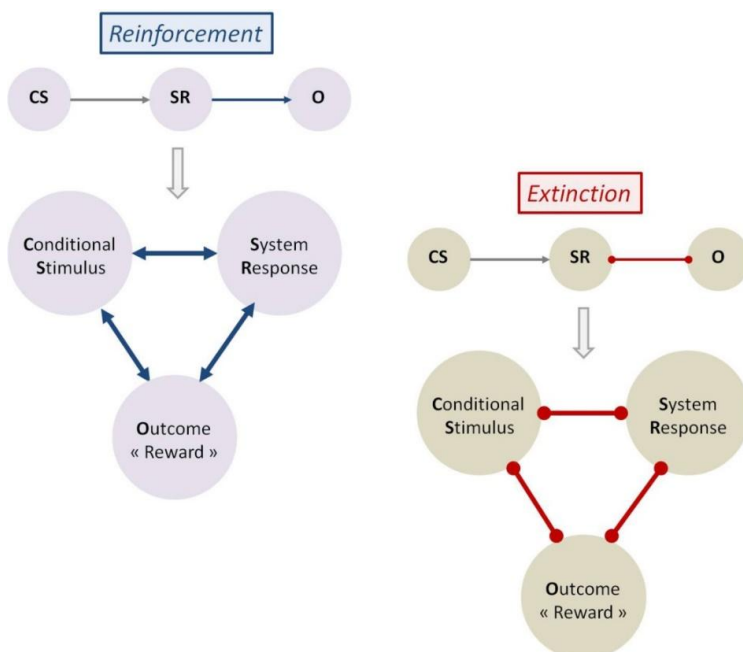 Reinforcement
CS SR O
Conditional
Stimulus
System
Response
Outcome
« Reward »
Extinction
CS SR O
Conditional
Stimulus
System
Response
Outcome
« Reward »